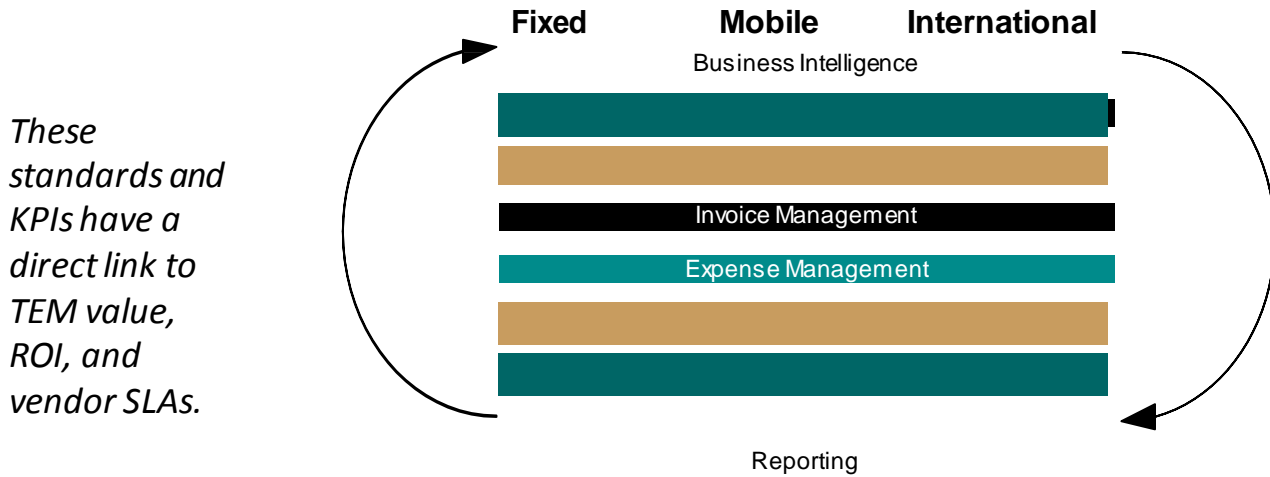 Fixed Mobile International
Business Intelligence
These
standards and
KPIs have a
direct link to
TEM value,
ROI, and
vendor SLAs.
Invoice Management
Expense Management
Reporting